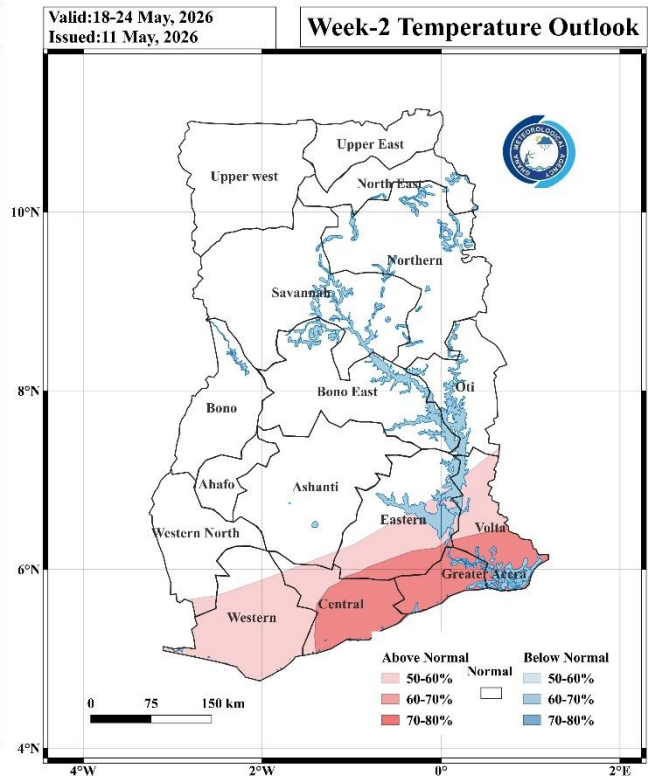 Valid:18-24 May, 2026
Issued:11 May, 2026
Week-2 Temperature Outlook
GHANA METEOROLOGICAL AGENCY
Upper East
Upper west
North East
10°N
Northern
Savannah
8°N
Bono East
Oti
Bono
Ahafo
Ashanti
Eastern
Volta
Western North
6°N
Greater Accra
Central
Western
Above Normal
Normal
Below Normal
50-60%
50-60%
60-70%
60-70%
70-80%
70-80%
0 75 150 km
4°N
4°W 2°W 0° 2°E